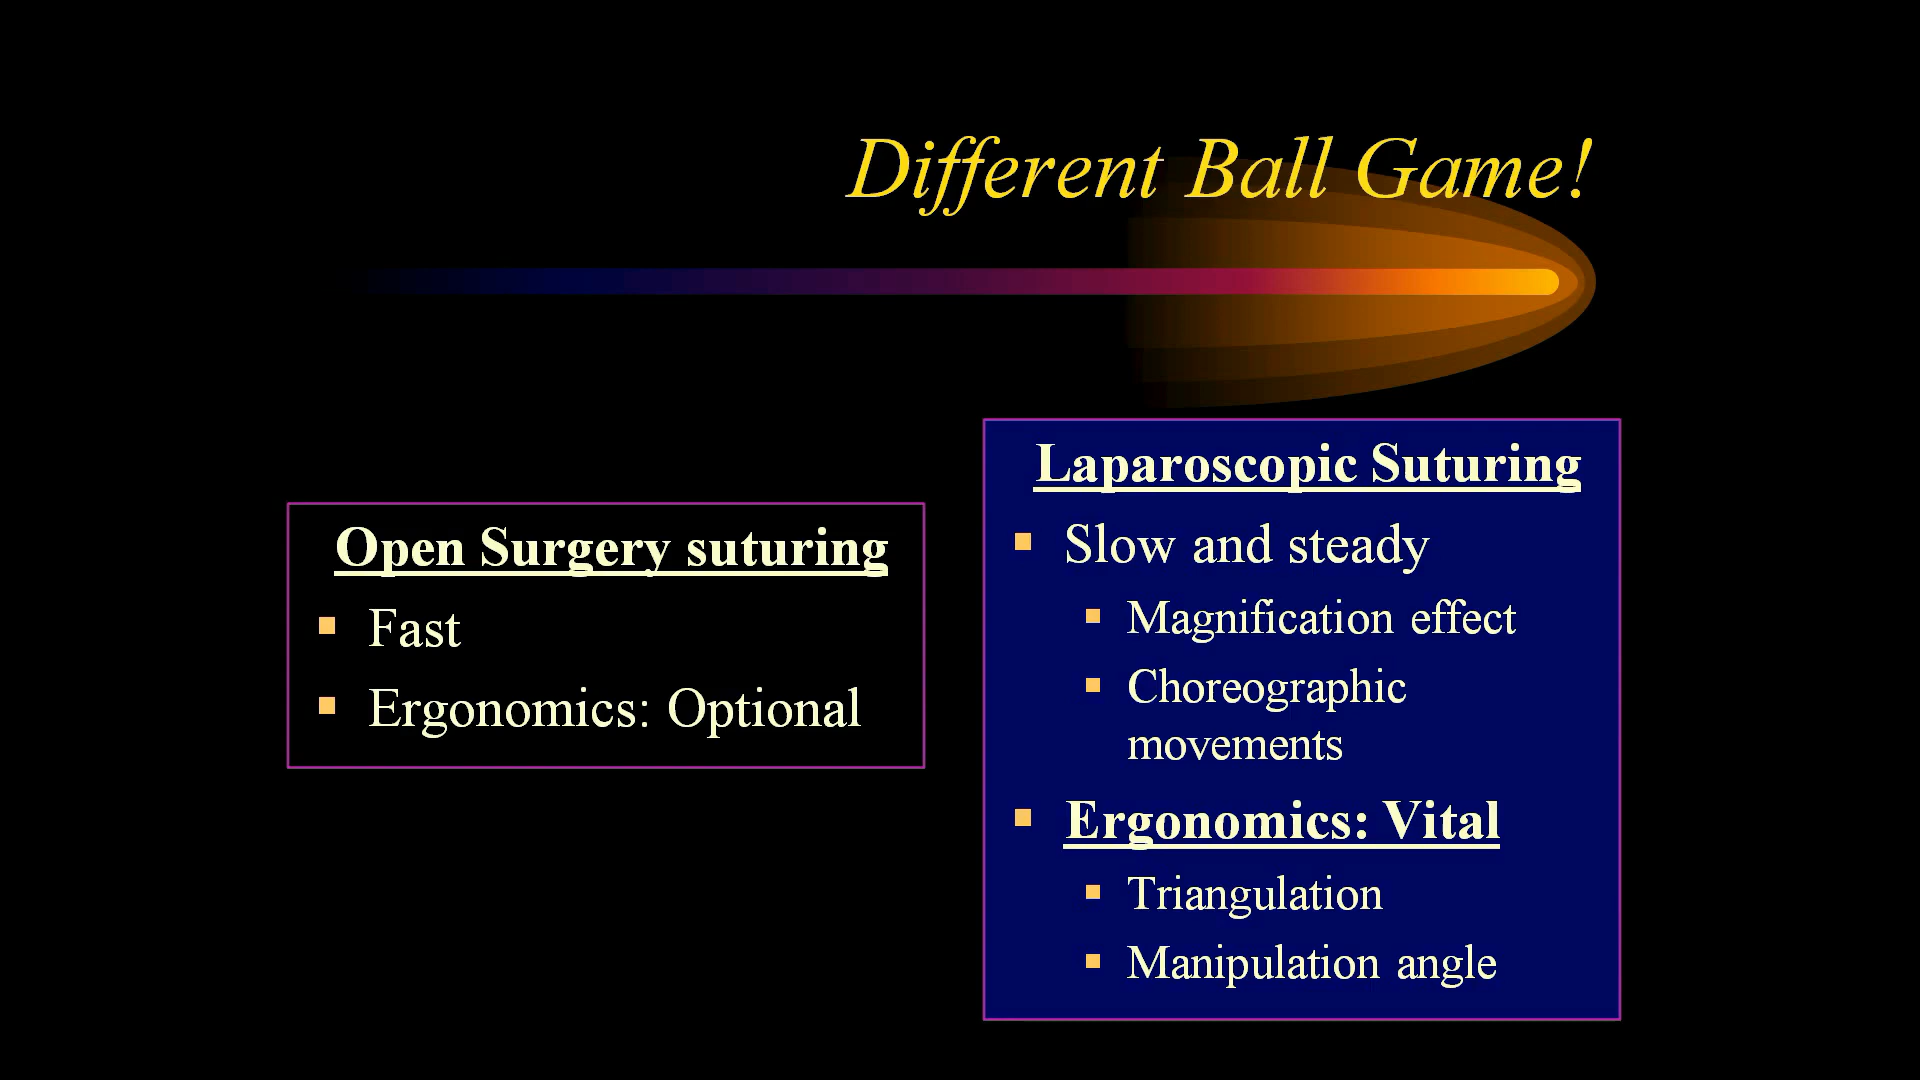 Different Ball Game!
Open Surgery suturing
Fast
Ergonomics: Optional
Laparoscopic Suturing
Slow and steady
Magnification effect
Choreographic
movements
Ergonomics: Vital
Triangulation
Manipulation angle